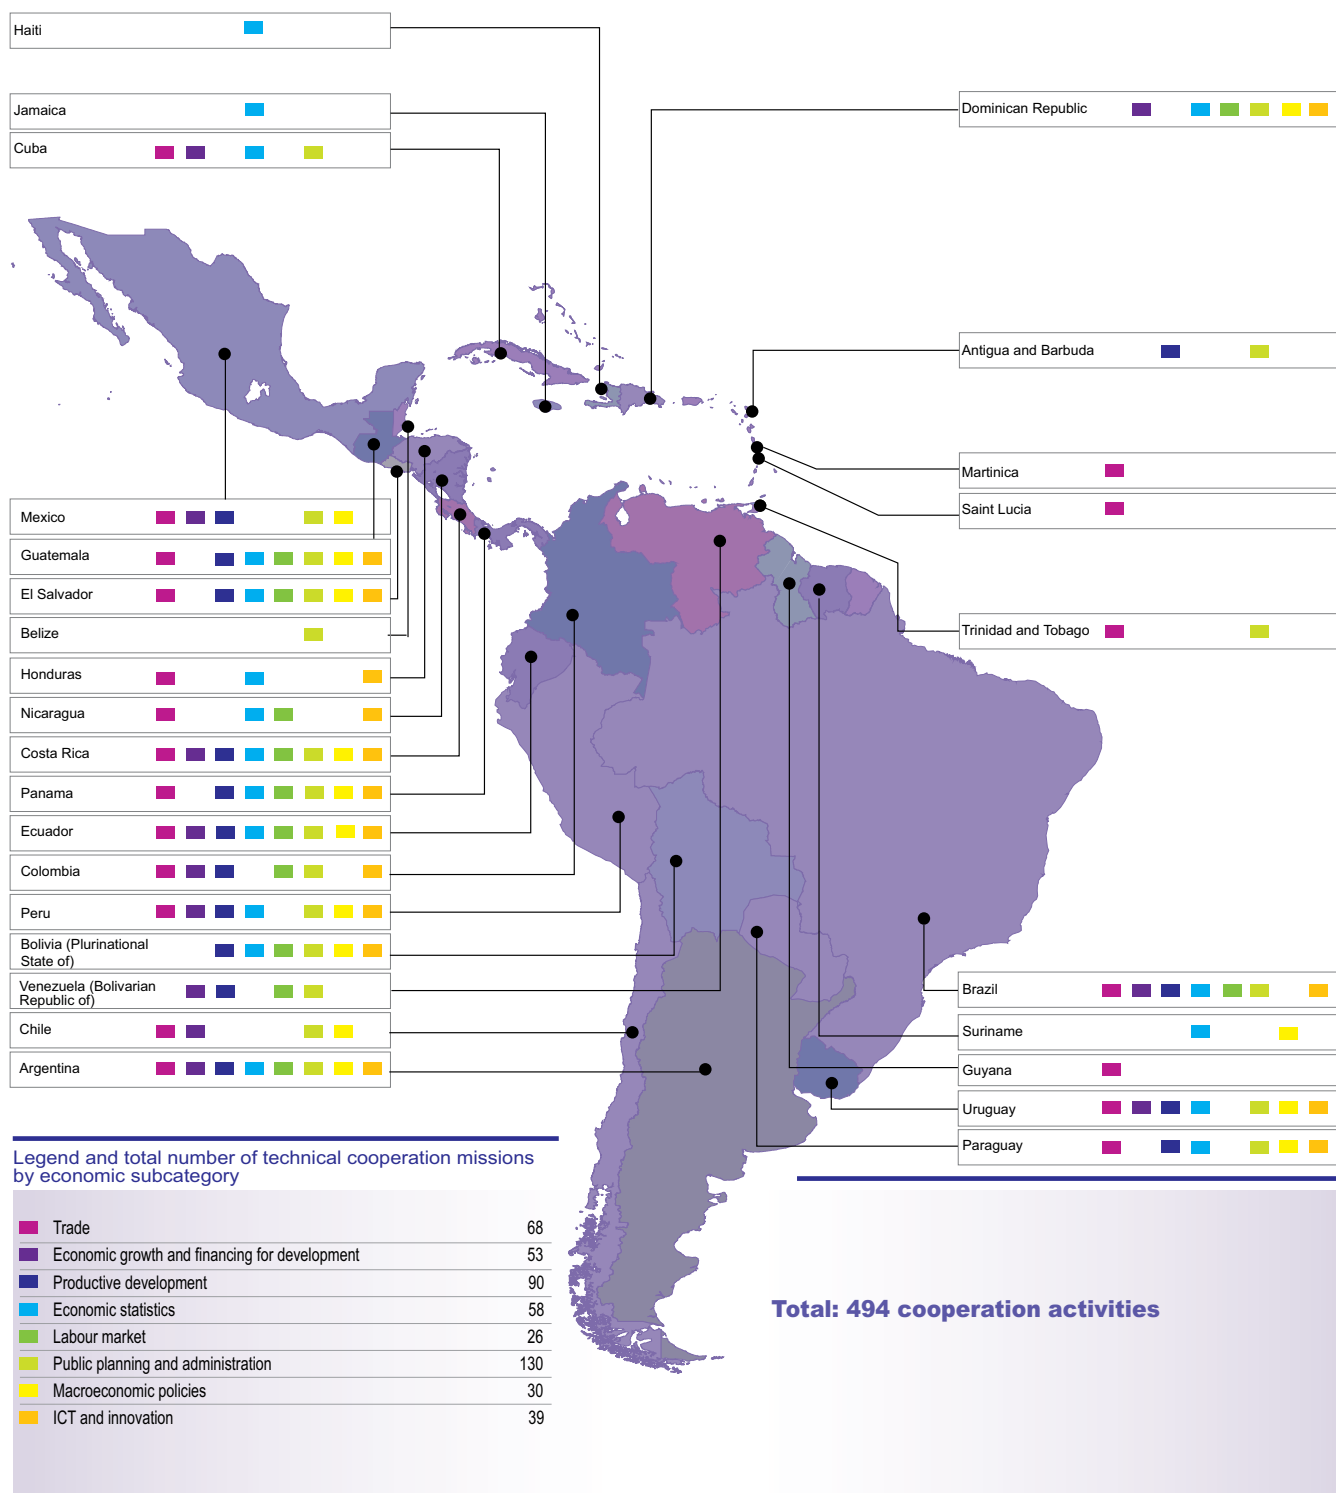 Haiti
Jamaica
Cuba
Dominican Republic
Antigua and Barbuda
Martinica
Saint Lucia
Trinidad and Tobago
Mexico
Guatemala
El Salvador
Belize
Honduras
Nicaragua
Costa Rica
Panama
Ecuador
Colombia
Peru
Bolivia (Plurinational
State of)
Venezuela (Bolivarian
Republic of)
Chile
Argentina
Brazil
Suriname
Guyana
Uruguay
Paraguay
Legend and total number of technical cooperation missions
by economic subcategory
Trade 68
Economic growth and financing for development 53
Productive development 90
Economic statistics 58
Labour market 26
Public planning and administration 130
Macroeconomic policies 30
ICT and innovation 39
Total: 494 cooperation activities